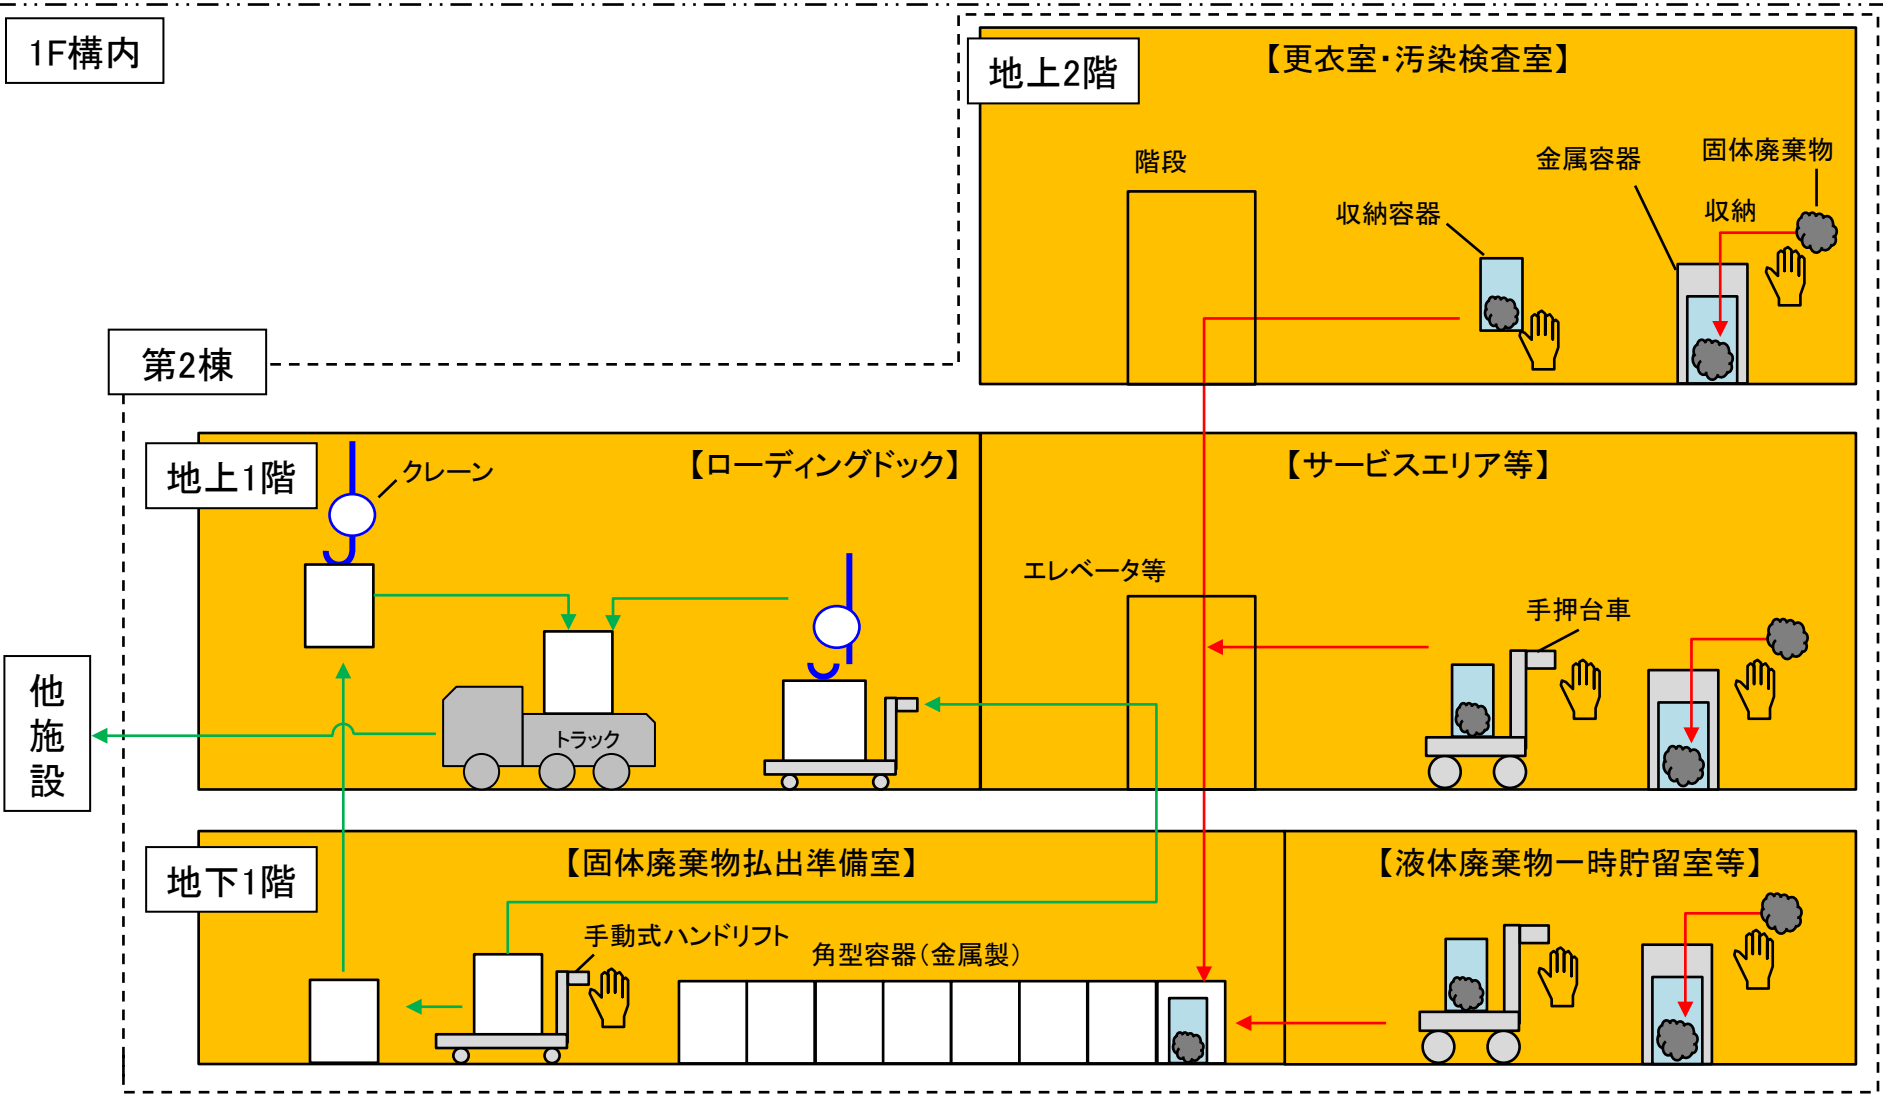 1F構内
地上2階
【更衣室・汚染検査室】
階段
収納容器
金属容器
固体廃棄物
収納
第2棟
地上1階
クレーン
【ローディングドック】
【サービスエリア等】
エレベータ等
手押台車
トラック
他施設
地下1階
【固体廃棄物払出準備室】
【液体廃棄物一時貯留室等】
手動式ハンドリフト
角型容器（金属製）